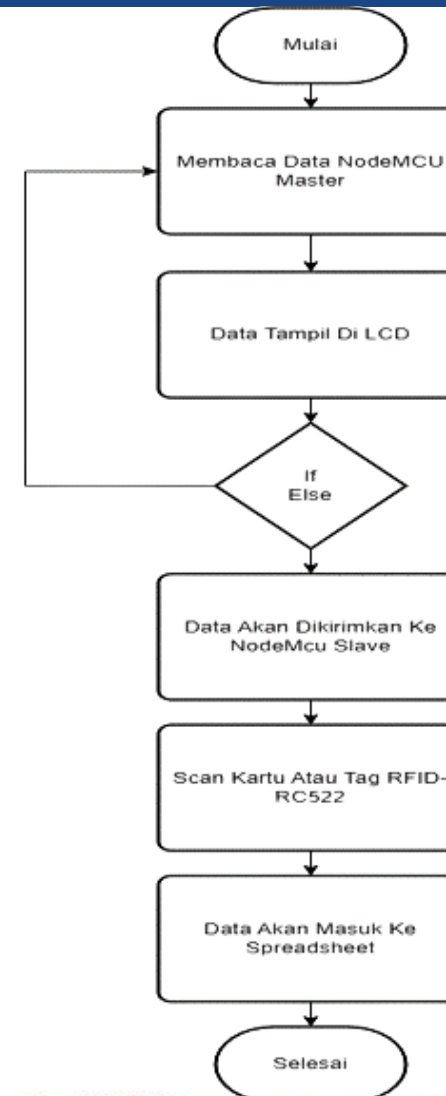 Mulai
Membaca Data NodeMCU
Master
Data Tampil Di LCD
If
Else
Data Akan Dikirimkan Ke
NodeMcu Slave
Scan Kartu Atau Tag RFID-
RC522
Data Akan Masuk Ke
Spreadsheet
Selesai